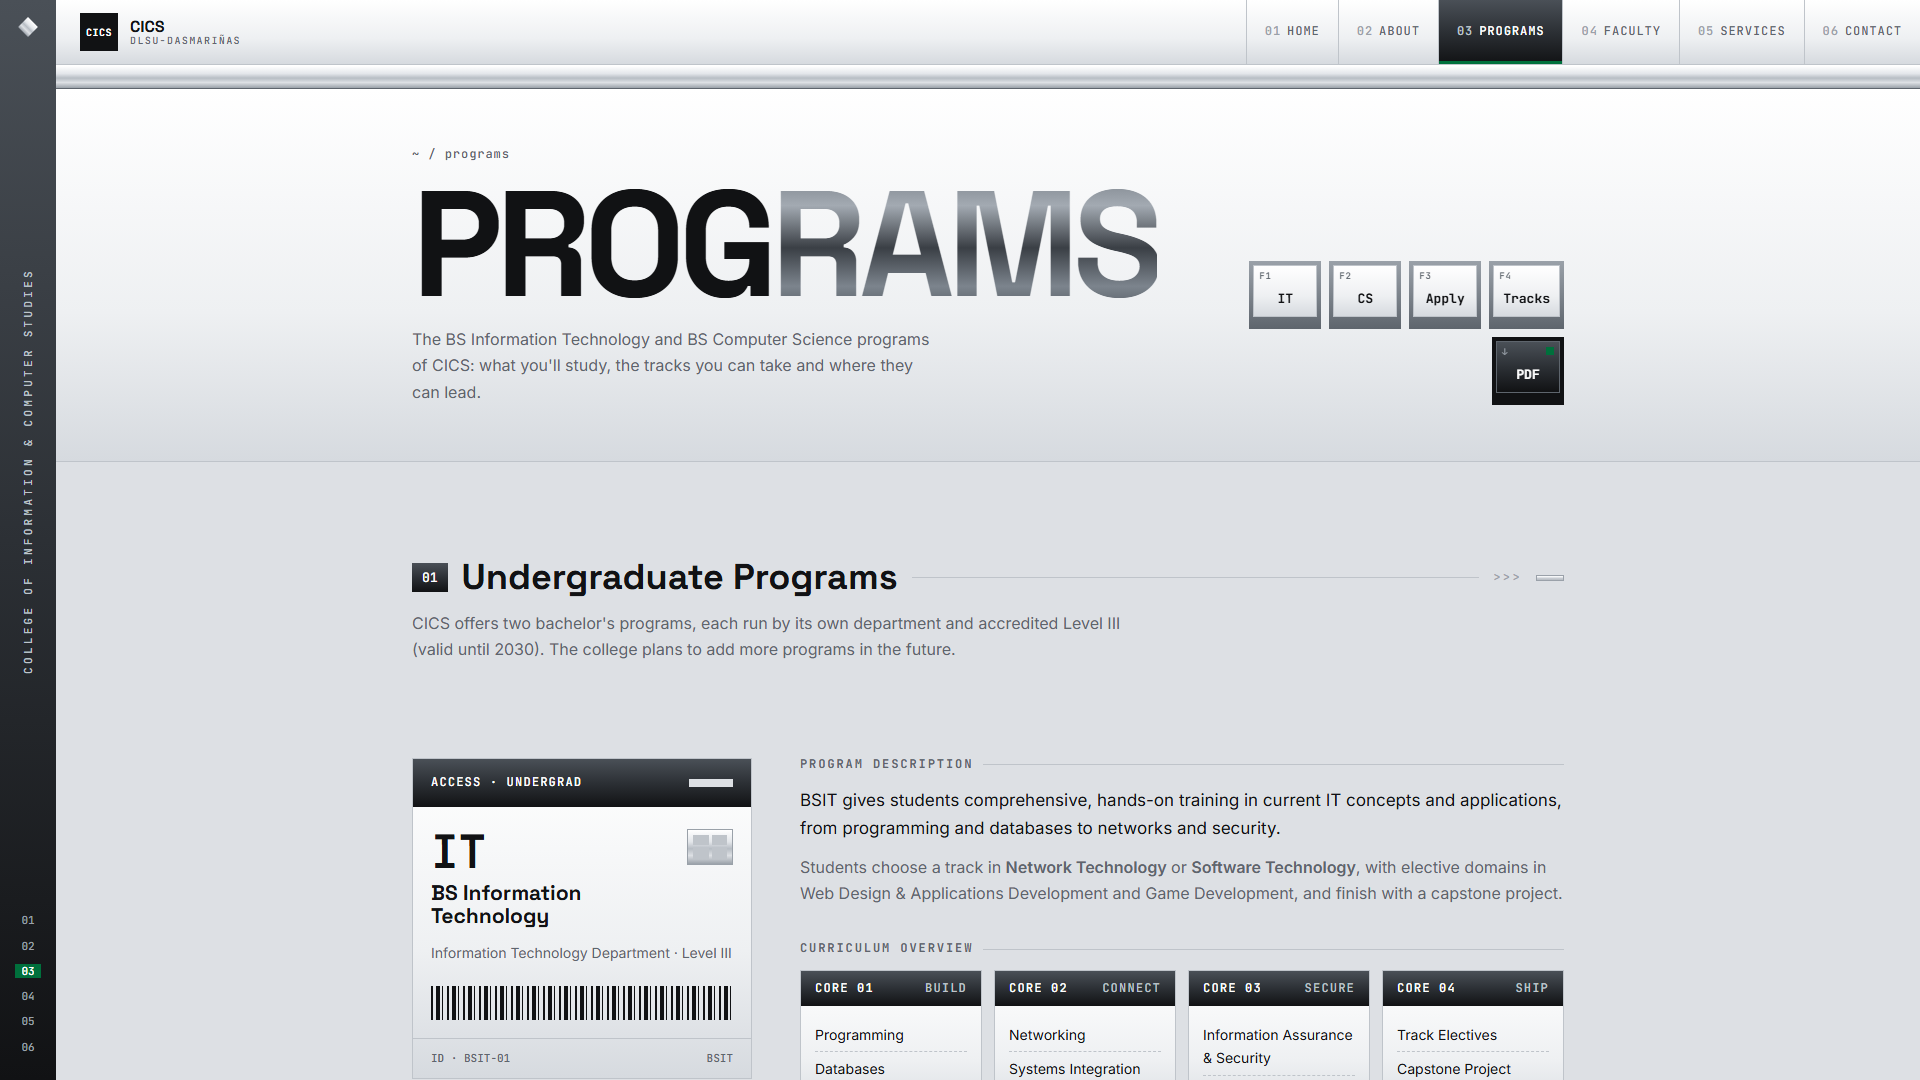 CICS
CICS
DLSU-DASMARIÑAS
01 HOME
02 ABOUT
03 PROGRAMS
04 FACULTY
05 SERVICES
06 CONTACT
COLLEGE OF INFORMATION & COMPUTER STUDIES
01
02
03
04
05
06
~ / programs
PROGRAMS
The BS Information Technology and BS Computer Science programs
of CICS: what you'll study, the tracks you can take and where they
can lead.
F1
IT
F2
CS
F3
Apply
F4
Tracks
↓
PDF
01 Undergraduate Programs >>>
CICS offers two bachelor's programs, each run by its own department and accredited Level III
(valid until 2030). The college plans to add more programs in the future.
ACCESS · UNDERGRAD
IT
BS Information
Technology
Information Technology Department · Level III
ID · BSIT-01 BSIT
PROGRAM DESCRIPTION
BSIT gives students comprehensive, hands-on training in current IT concepts and applications,
from programming and databases to networks and security.
Students choose a track in Network Technology or Software Technology, with elective domains in
Web Design & Applications Development and Game Development, and finish with a capstone project.
CURRICULUM OVERVIEW
CORE 01 BUILD
Programming
Databases
CORE 02 CONNECT
Networking
Systems Integration
CORE 03 SECURE
Information Assurance
& Security
CORE 04 SHIP
Track Electives
Capstone Project